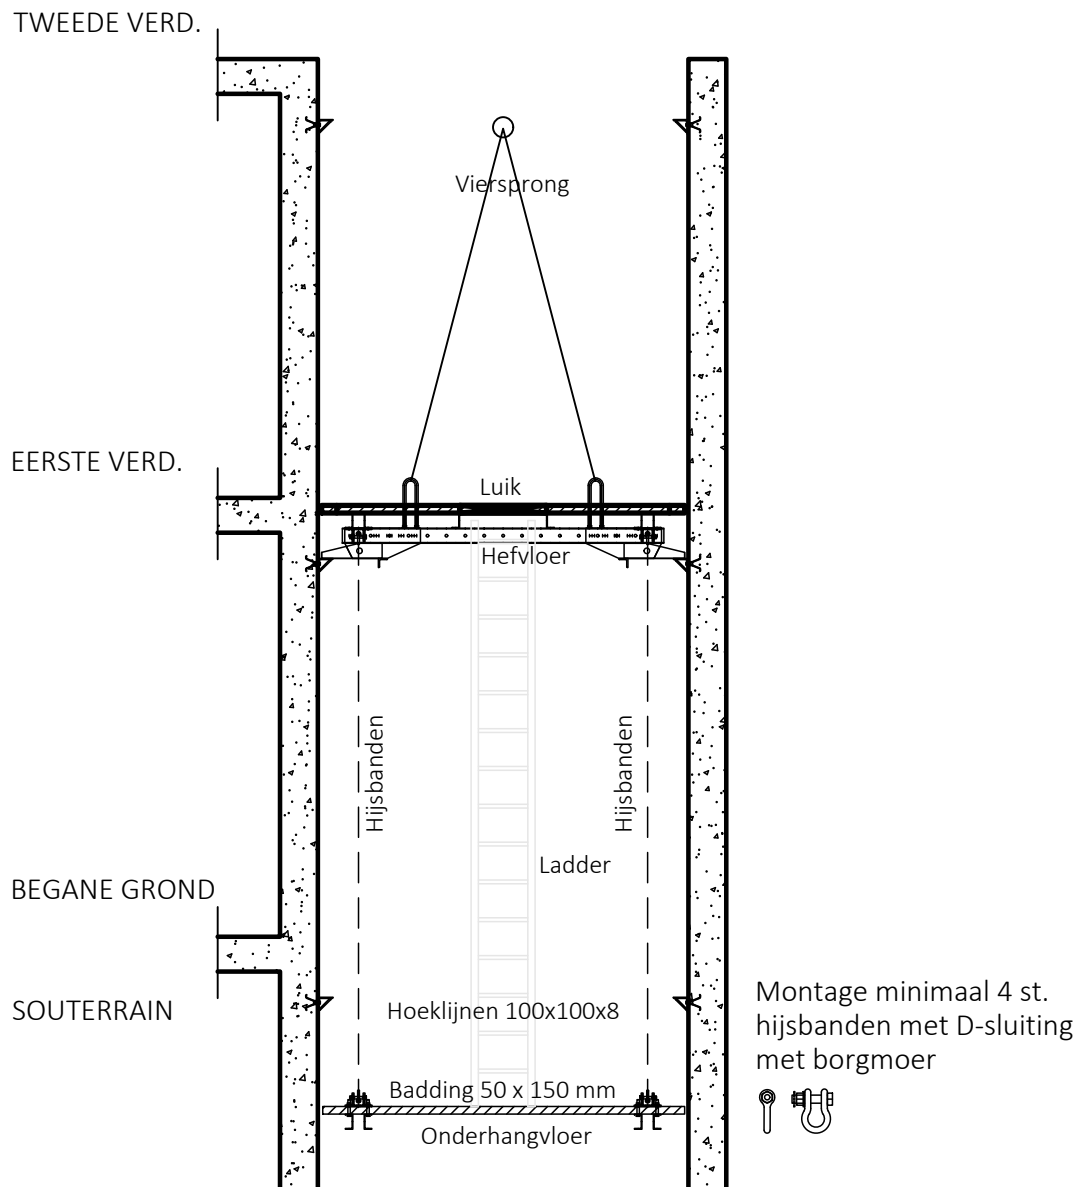 TWEEDE VERD.
Viersprong
EERSTE VERD.
Luik
Hefvloer
Hijsbanden
Hijsbanden
Ladder
BEGANE GROND
SOUTERRAIN
Hoeklijnen 100x100x8
Montage minimaal 4 st.
hijsbanden met D-sluiting
met borgmoer
Badding 50 x 150 mm
Onderhangvloer